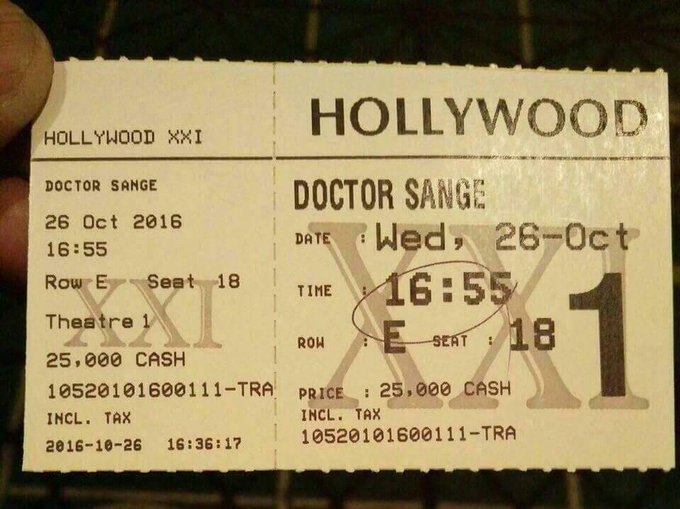 HOLLYWOOD XXI
DOCTOR SANGE
26 Oct 2016
16:55
Row E Seat 18
Theatre 1
25,000 CASH
10520101600111-TRA
INCL. TAX
2016-10-26 16:36:17
HOLLYWOOD
DOCTOR SANGE
DATE : Wed, 26-Oct
TIME : 16:55
ROW : E SEAT : 18
1
PRICE : 25,000 CASH
INCL. TAX
10520101600111-TRA
XXI
XXI